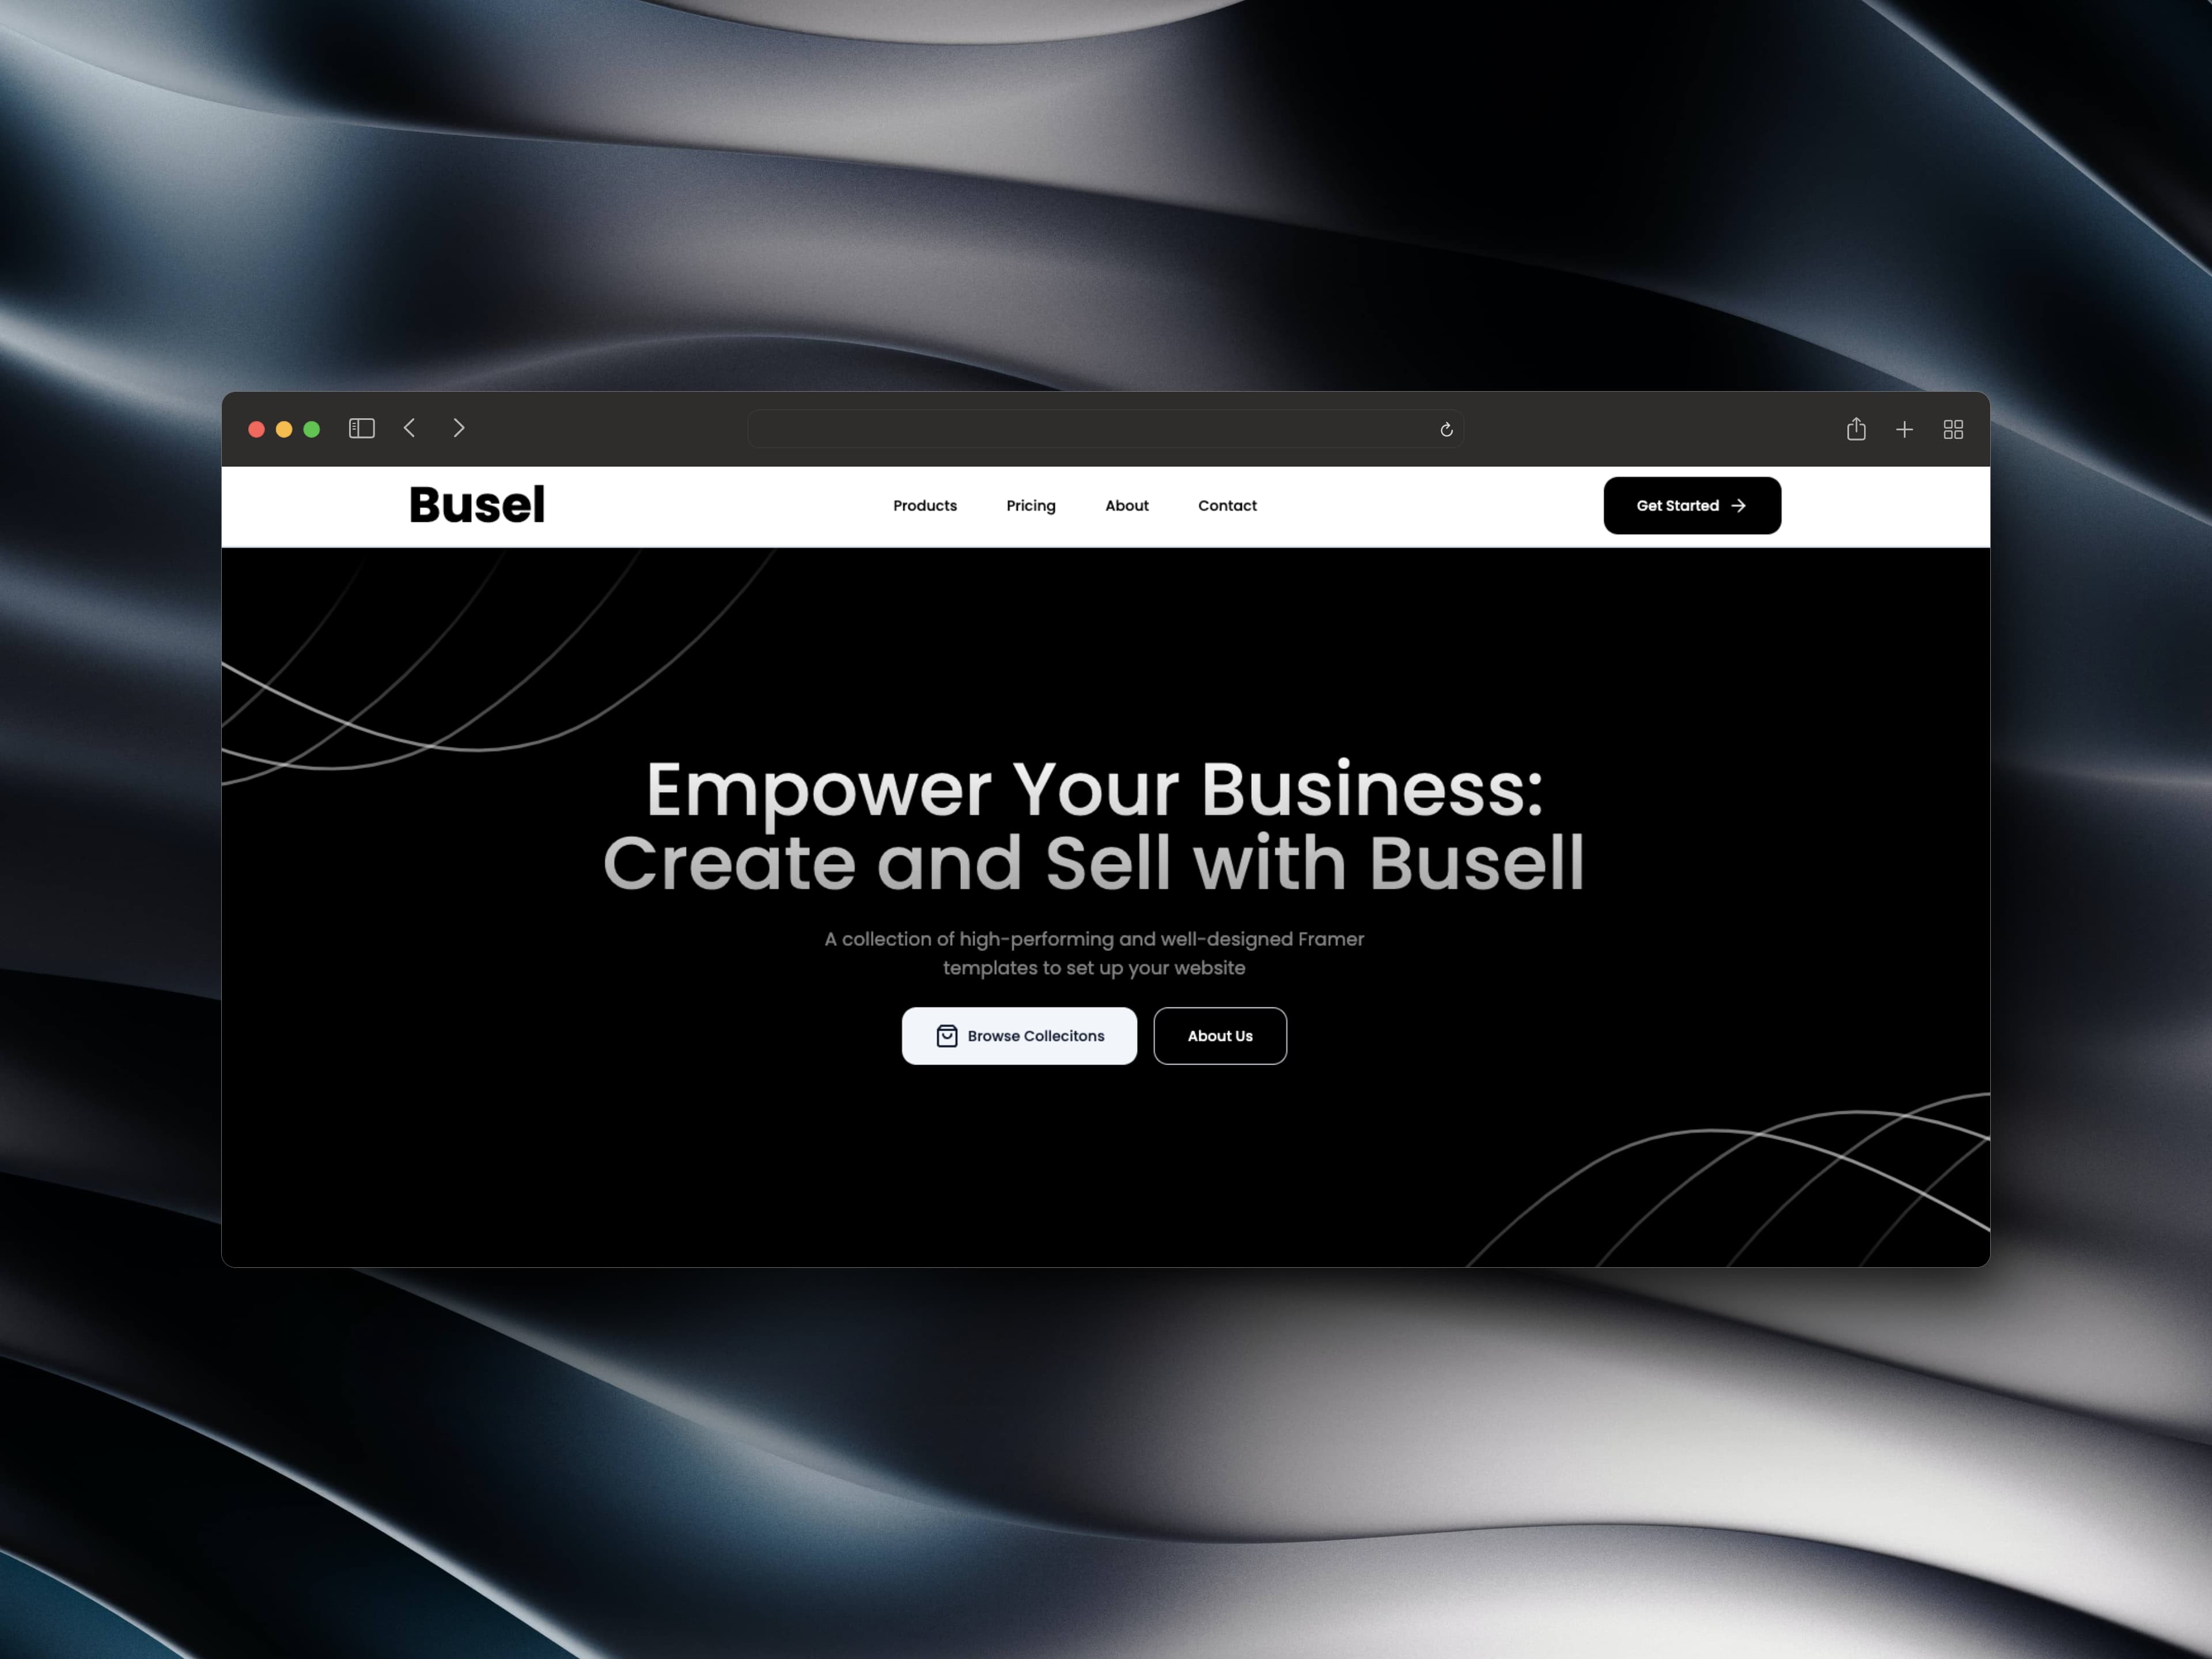 Busel
Products Pricing About Contact
Get Started
Empower Your Business:
Create and Sell with Busell
A collection of high-performing and well-designed Framer
templates to set up your website
Browse Collecitons
About Us